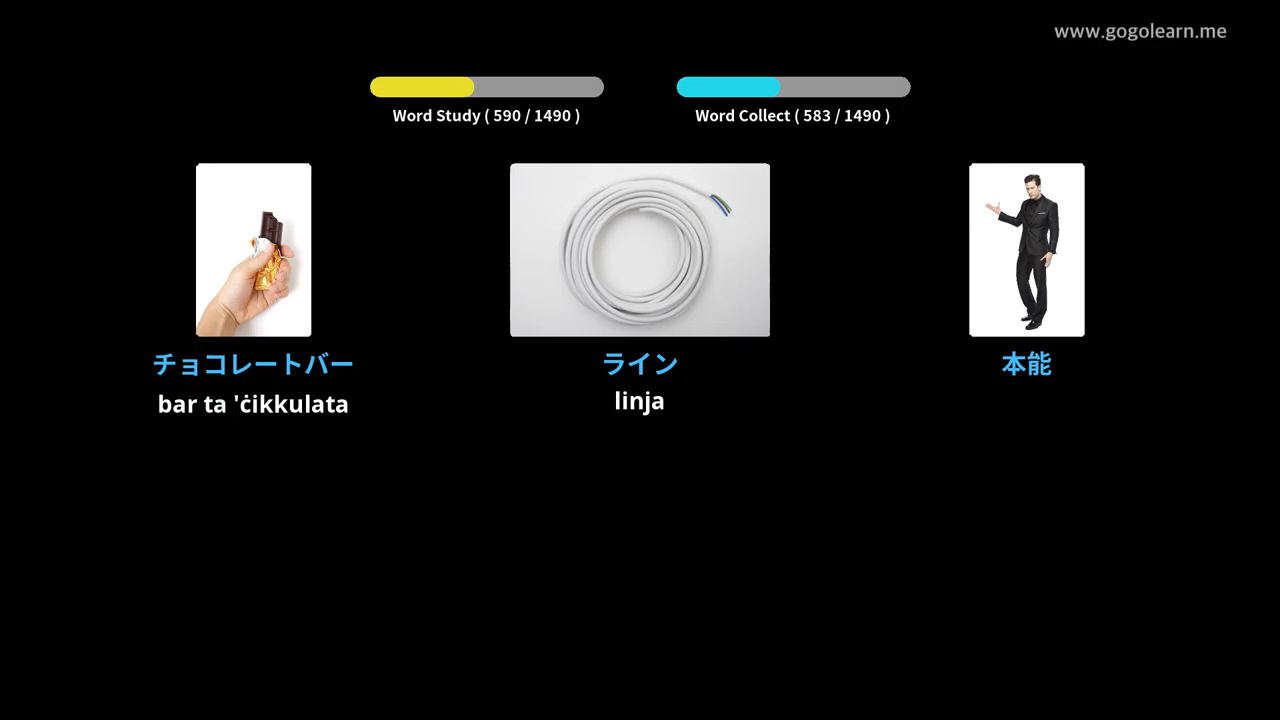 www.gogolearn.me
Word Study ( 590 / 1490 )
Word Collect ( 583 / 1490 )
チョコレートバー
ライン
本能
bar ta 'ċikkulata
linja